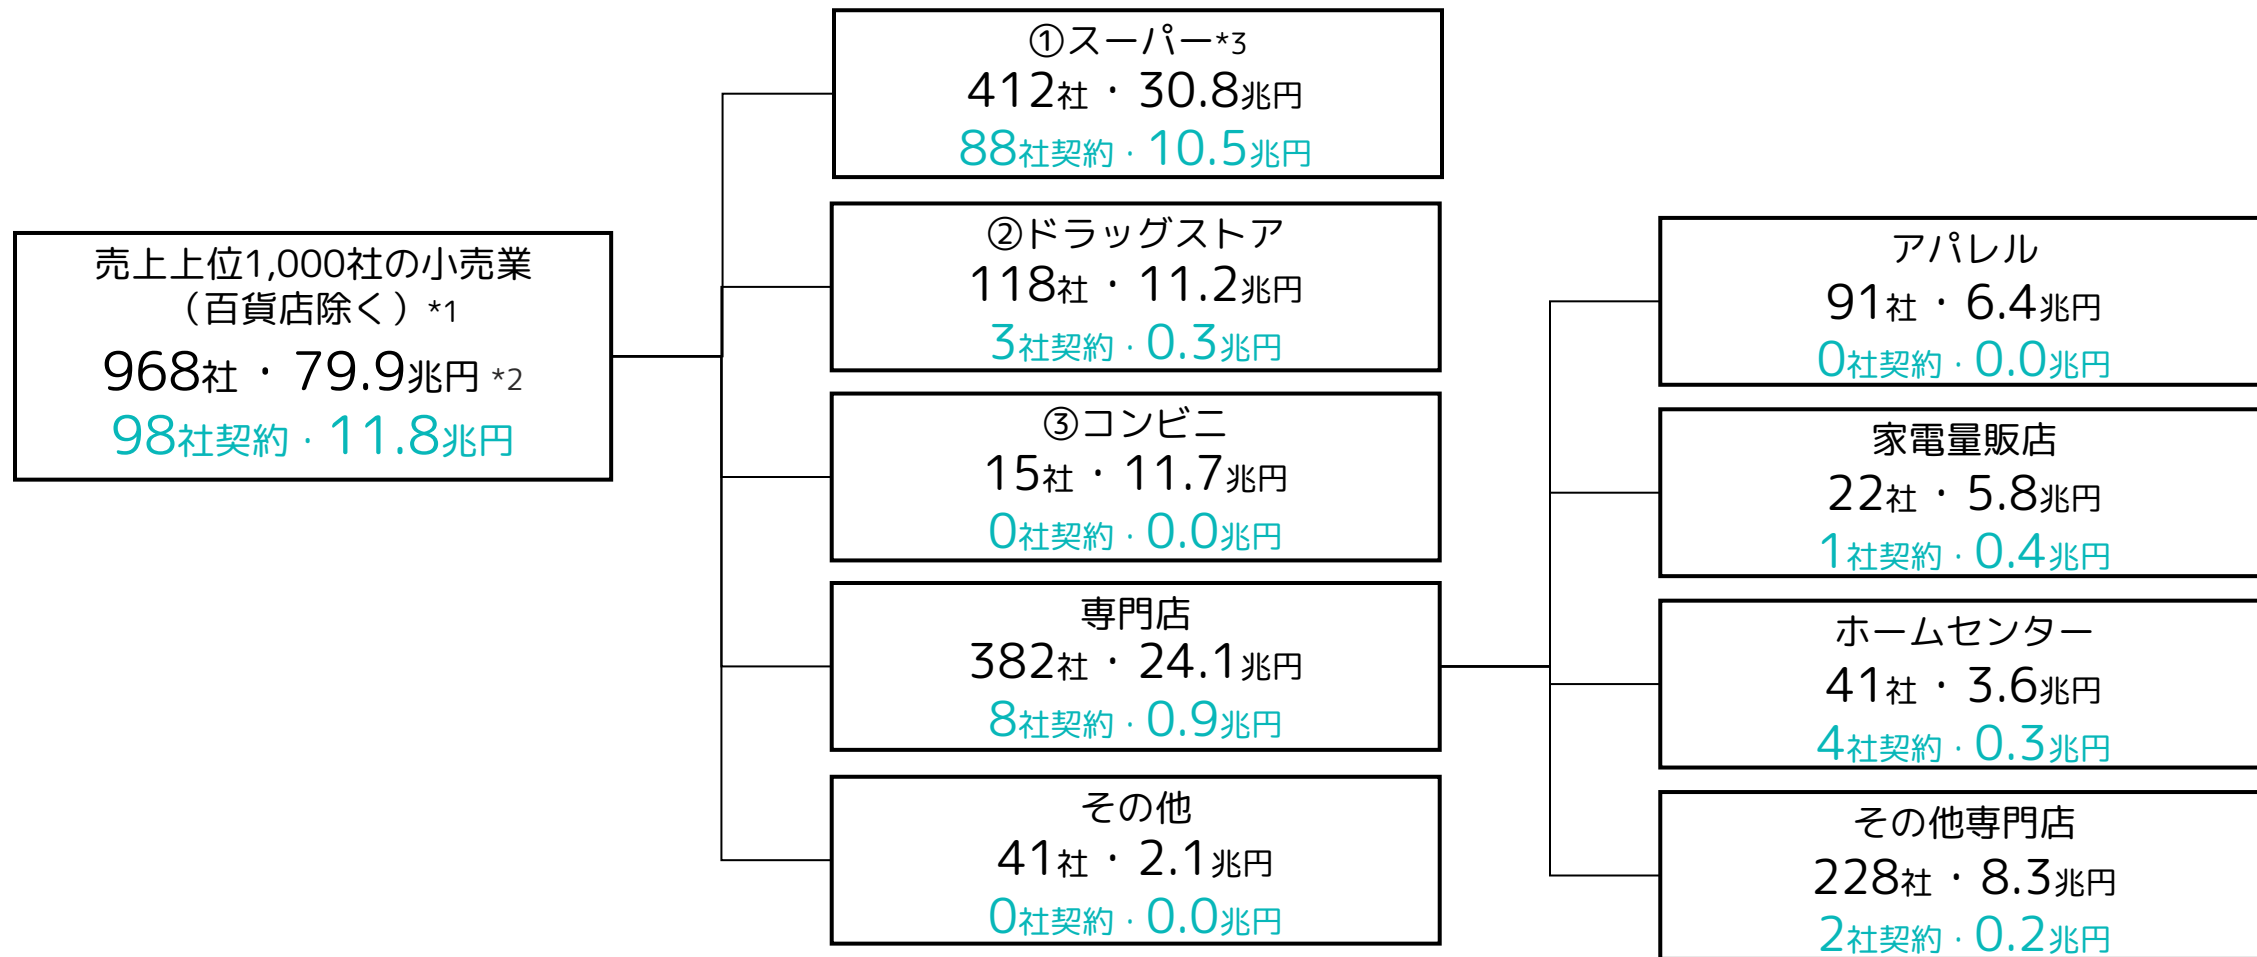 売上上位1,000社の小売業
（百貨店除く）*1
968社・79.9兆円 *2
98社契約・11.8兆円
①スーパー*3
412社・30.8兆円
88社契約・10.5兆円
②ドラッグストア
118社・11.2兆円
3社契約・0.3兆円
③コンビニ
15社・11.7兆円
0社契約・0.0兆円
専門店
382社・24.1兆円
8社契約・0.9兆円
その他
41社・2.1兆円
0社契約・0.0兆円
アパレル
91社・6.4兆円
0社契約・0.0兆円
家電量販店
22社・5.8兆円
1社契約・0.4兆円
ホームセンター
41社・3.6兆円
4社契約・0.3兆円
その他専門店
228社・8.3兆円
2社契約・0.2兆円